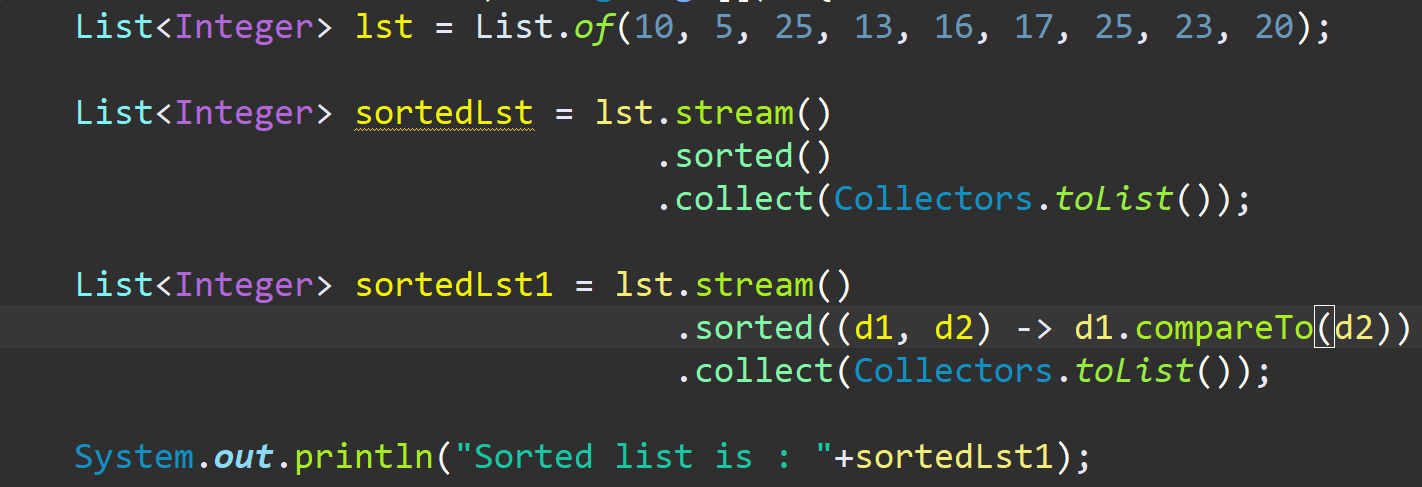 List<Integer> lst = List.of(10, 5, 25, 13, 16, 17, 25, 23, 20);
List<Integer> sortedLst = lst.stream()
.sorted()
.collect(Collectors.toList());
List<Integer> sortedLst1 = lst.stream()
.sorted((d1, d2) -> d1.compareTo(d2))
.collect(Collectors.toList());
System.out.println("Sorted list is : "+sortedLst1);